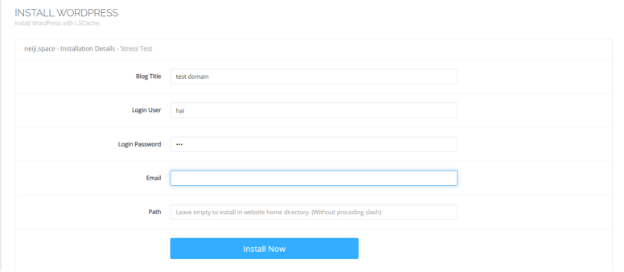 INSTALL WORDPRESS
Install WordPress with LSCache.
neiji.space - Installation Details - Stress Test
Blog Title test domain
Login User hai
Login Password •••
Email
Path Leave empty to install in website home directory. (Without preceding slash)
Install Now